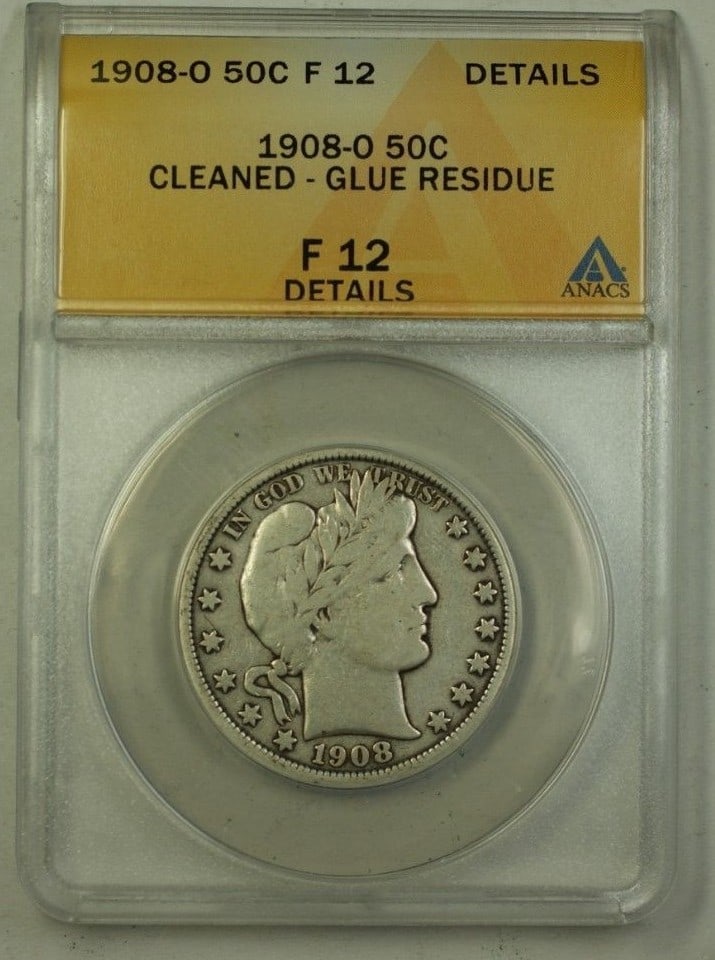 1908-O 50C F 12 DETAILS
1908-O 50C
CLEANED - GLUE RESIDUE
F 12
DETAILS
ANACS
IN GOD WE TRUST
1908